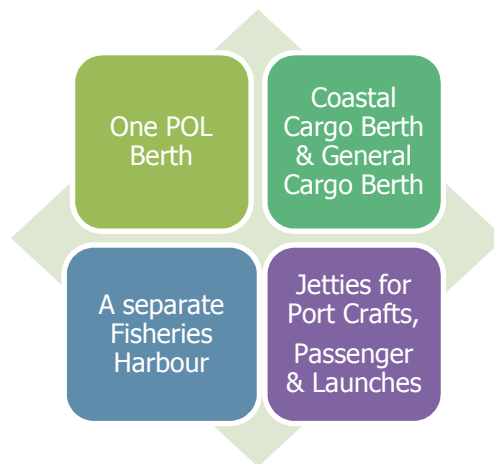 One POL
Berth
Coastal
Cargo Berth
& General
Cargo Berth
A separate
Fisheries
Harbour
Jetties for
Port Crafts,
Passenger
& Launches